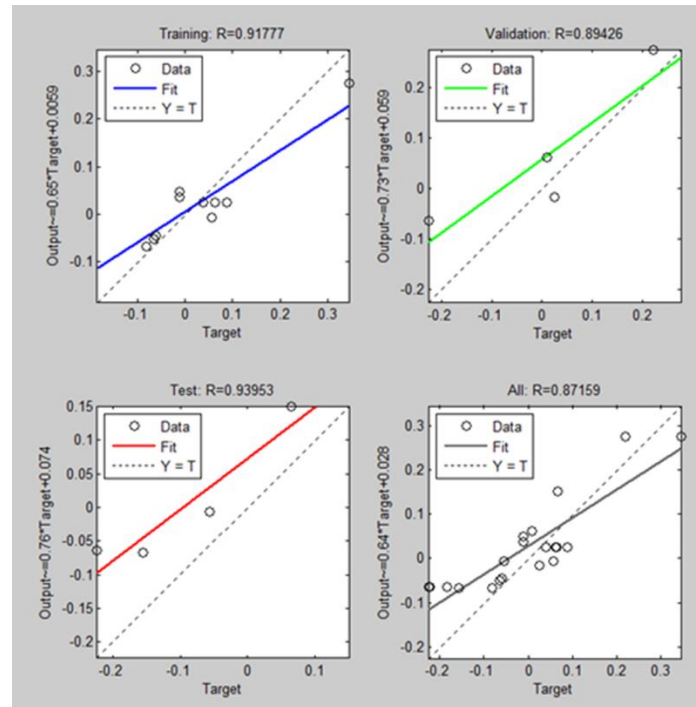 Training: R=0.91777
Output~=0.65*Target+0.0059
0.3
0.2
0.1
0
-0.1
Data
Fit
Y = T
-0.1 0 0.1 0.2 0.3
Target
Validation: R=0.89426
Output~=0.73*Target+0.059
0.2
0.1
0
-0.1
-0.2
Data
Fit
Y = T
-0.2 -0.1 0 0.1 0.2
Target
Test: R=0.93953
Output~=0.76*Target+0.074
0.15
0.1
0.05
0
-0.05
-0.1
-0.15
-0.2
Data
Fit
Y = T
-0.2 -0.1 0 0.1
Target
All: R=0.87159
Output~=0.64*Target+0.028
0.3
0.2
0.1
0
-0.1
-0.2
Data
Fit
Y = T
-0.2 -0.1 0 0.1 0.2 0.3
Target